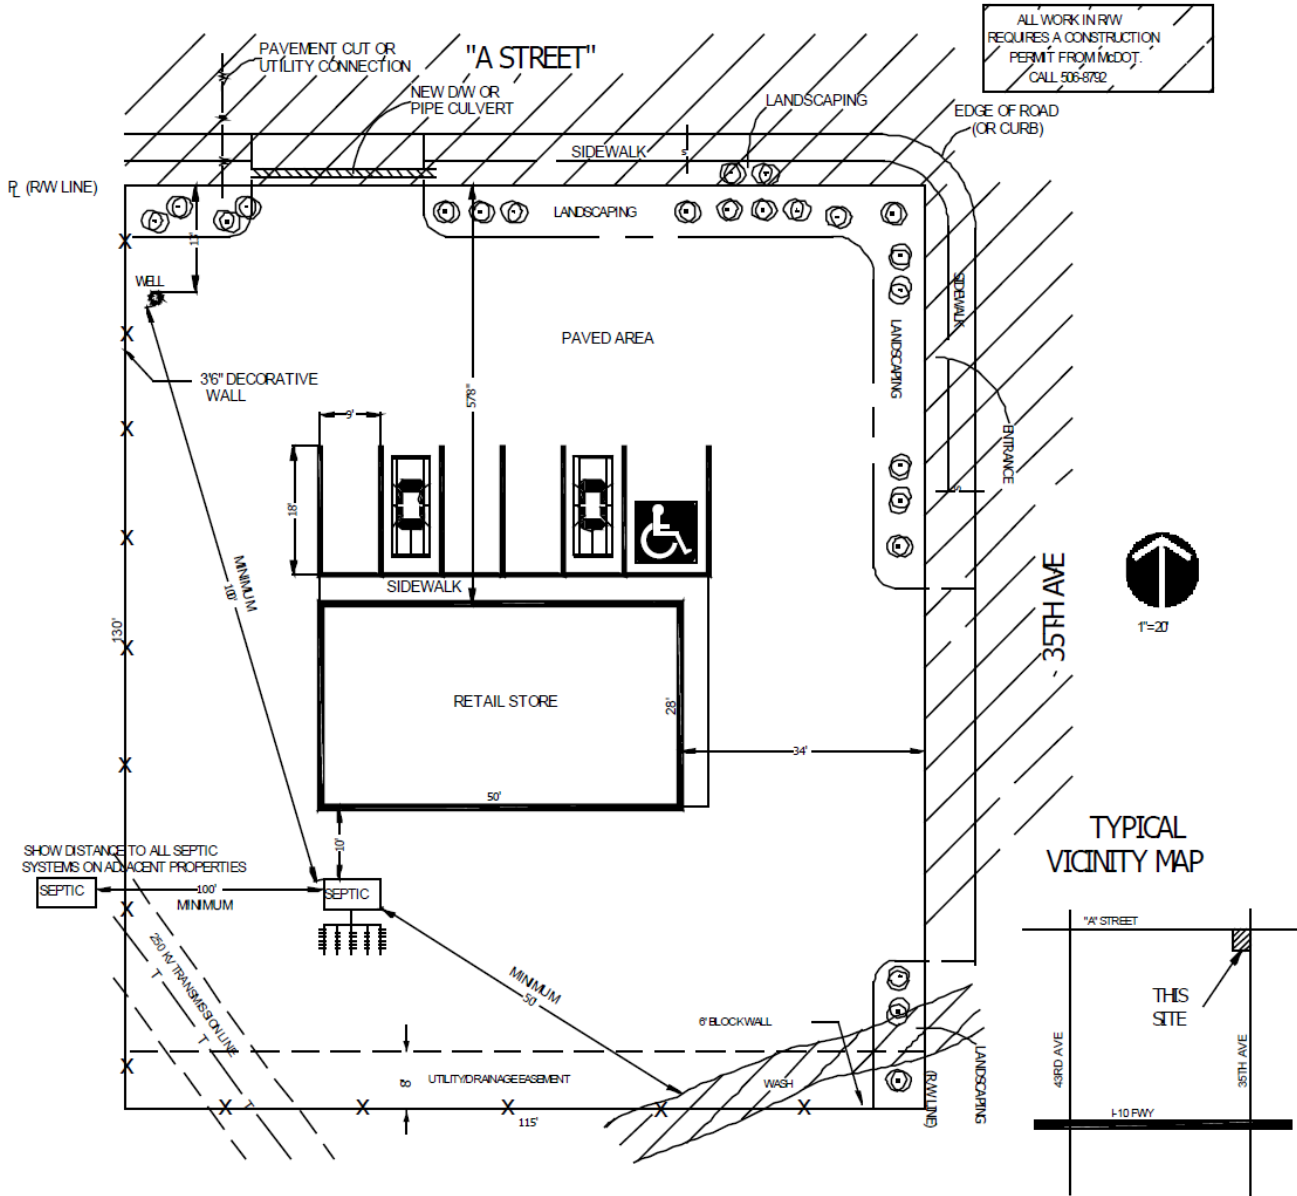 ALL WORK IN R/W
REQUIRES A CONSTRUCTION
PERMIT FROM McDOT.
CALL 506-8792
PAVEMENT CUT OR
UTILITY CONNECTION
"A STREET"
NEW D/W OR
PIPE CULVERT
LANDSCAPING
EDGE OF ROAD
(OR CURB)
SIDEWALK
S
W
W
W
PL (R/W LINE)
LANDSCAPING
13'
X
WELL
SIDEWALK
PAVED AREA
LANDSCAPING
X
3'6" DECORATIVE
WALL
57'8"
9'
X
ENTRANCE
S
18'
X
MINIMUM
100'
SIDEWALK
35TH AVE
1"=20'
130'
X
RETAIL STORE
28'
34'
X
50'
10'
TYPICAL
VICINITY MAP
SHOW DISTANCE TO ALL SEPTIC
SYSTEMS ON ADJACENT PROPERTIES
SEPTIC
100'
MINIMUM
SEPTIC
X
"A" STREET
250 KV TRANSMISSION LINE
T
T
T
MINIMUM
50'
THIS
SITE
6' BLOCK WALL
43RD AVE
35TH AVE
X
8'
UTILITY/DRAINAGE EASEMENT
WASH
LANDSCAPING
(R/W LINE)
X
X
X
X
X
115'
I-10 FWY